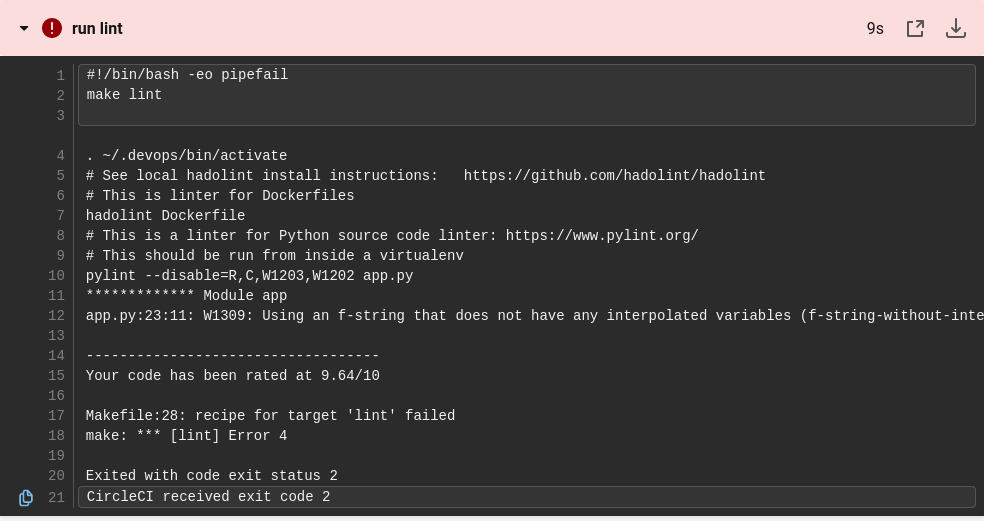 run lint
9s
1 #!/bin/bash -eo pipefail
2 make lint
3
4 . ~/.devops/bin/activate
5 # See local hadolint install instructions:   https://github.com/hadolint/hadolint
6 # This is linter for Dockerfiles
7 hadolint Dockerfile
8 # This is a linter for Python source code linter: https://www.pylint.org/
9 # This should be run from inside a virtualenv
10 pylint --disable=R,C,W1203,W1202 app.py
11 ************* Module app
12 app.py:23:11: W1309: Using an f-string that does not have any interpolated variables (f-string-without-inte
13
14 -----------------------------------
15 Your code has been rated at 9.64/10
16
17 Makefile:28: recipe for target 'lint' failed
18 make: *** [lint] Error 4
19
20 Exited with code exit status 2
21 CircleCI received exit code 2